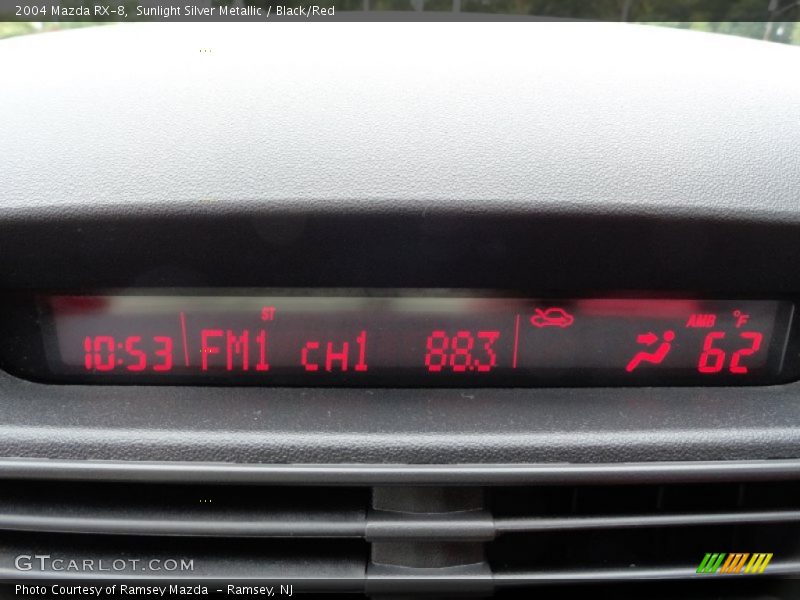 2004 Mazda RX-8,  Sunlight Silver Metallic / Black/Red
ST
AMB °F
10:53 FM1 CH1 88.3 62
GTCARLOT.COM
Photo Courtesy of Ramsey Mazda  - Ramsey, NJ